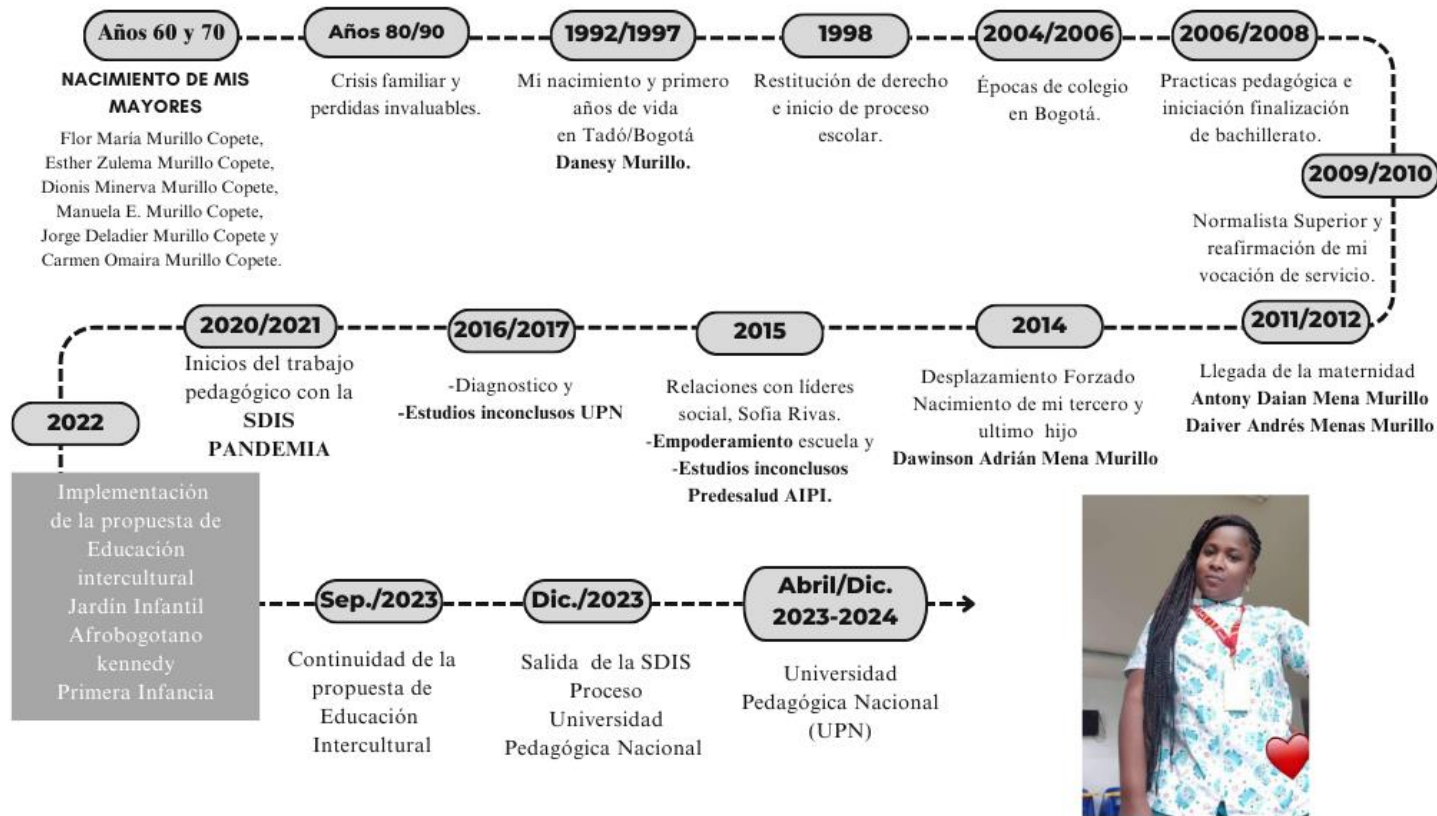 Años 60 y 70
NACIMIENTO DE MIS
MAYORES
Flor María Murillo Copete,
Esther Zulema Murillo Copete,
Dionis Minerva Murillo Copete,
Manuela E. Murillo Copete,
Jorge Deladier Murillo Copete y
Carmen Omaira Murillo Copete.
Años 80/90
Crisis familiar y
perdidas invaluables.
1992/1997
Mi nacimiento y primero
años de vida
en Tadó/Bogotá
Danesy Murillo.
1998
Restitución de derecho
e inicio de proceso
escolar.
2004/2006
Épocas de colegio
en Bogotá.
2006/2008
Practicas pedagógica e
iniciación finalización
de bachillerato.
2009/2010
Normalista Superior y
reafirmación de mi
vocación de servicio.
2011/2012
Llegada de la maternidad
Antony Daian Mena Murillo
Daiver Andrés Menas Murillo
2014
Desplazamiento Forzado
Nacimiento de mi tercero y
ultimo hijo
Dawinson Adrián Mena Murillo
2015
Relaciones con líderes
social, Sofia Rivas.
-Empoderamiento escuela y
-Estudios inconclusos
Predesalud AIPI.
2016/2017
-Diagnostico y
-Estudios inconclusos UPN
2020/2021
Inicios del trabajo
pedagógico con la
SDIS
PANDEMIA
2022
Implementación
de la propuesta de
Educación
intercultural
Jardín Infantil
Afrobogotano
kennedy
Primera Infancia
Sep./2023
Continuidad de la
propuesta de
Educación
Intercultural
Dic./2023
Salida de la SDIS
Proceso
Universidad
Pedagógica Nacional
Abril/Dic.
2023-2024
Universidad
Pedagógica Nacional
(UPN)